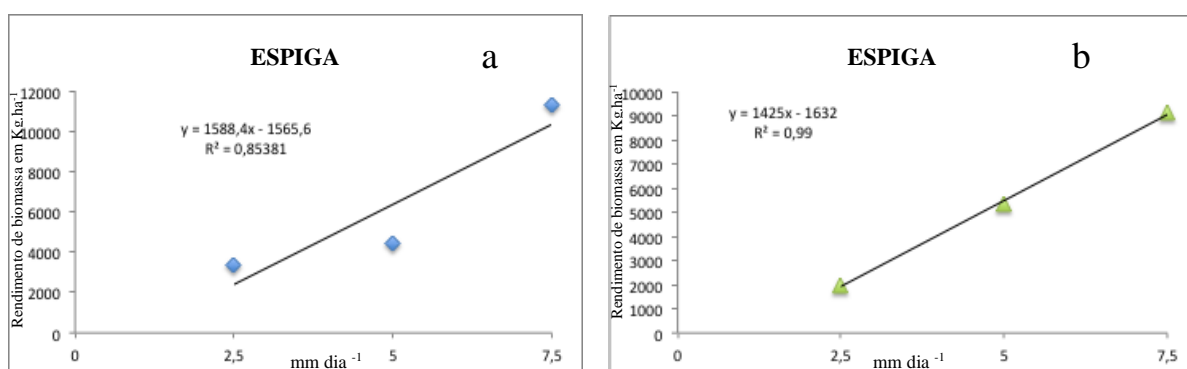 ESPIGA a
Rendimento de biomassa em Kg.ha⁻¹
12000
10000
8000
6000
4000
2000
0
y = 1588,4x - 1565,6
R² = 0,85381
0 2,5 5 7,5
mm dia ⁻¹
ESPIGA b
Rendimento de biomassa em Kg.ha⁻¹
10000
9000
8000
7000
6000
5000
4000
3000
2000
1000
0
y = 1425x - 1632
R² = 0,99
0 2,5 5 7,5
mm dia ⁻¹